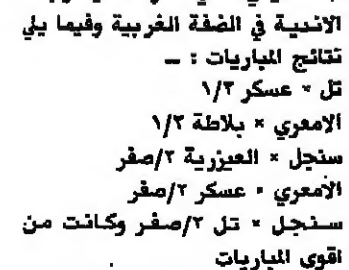 الاندية في الضفة الغربية وفيما يلي
نتائج المباريات : ـ
تل × عسكر ١/٢
الامعري × بلاطة ١/٢
سنجل × العيزرية ٢/صفر
الأمعري × عسكر ٢/صفر
سنجل × تل ٢/صفر وكانت من
اقوى المباريات